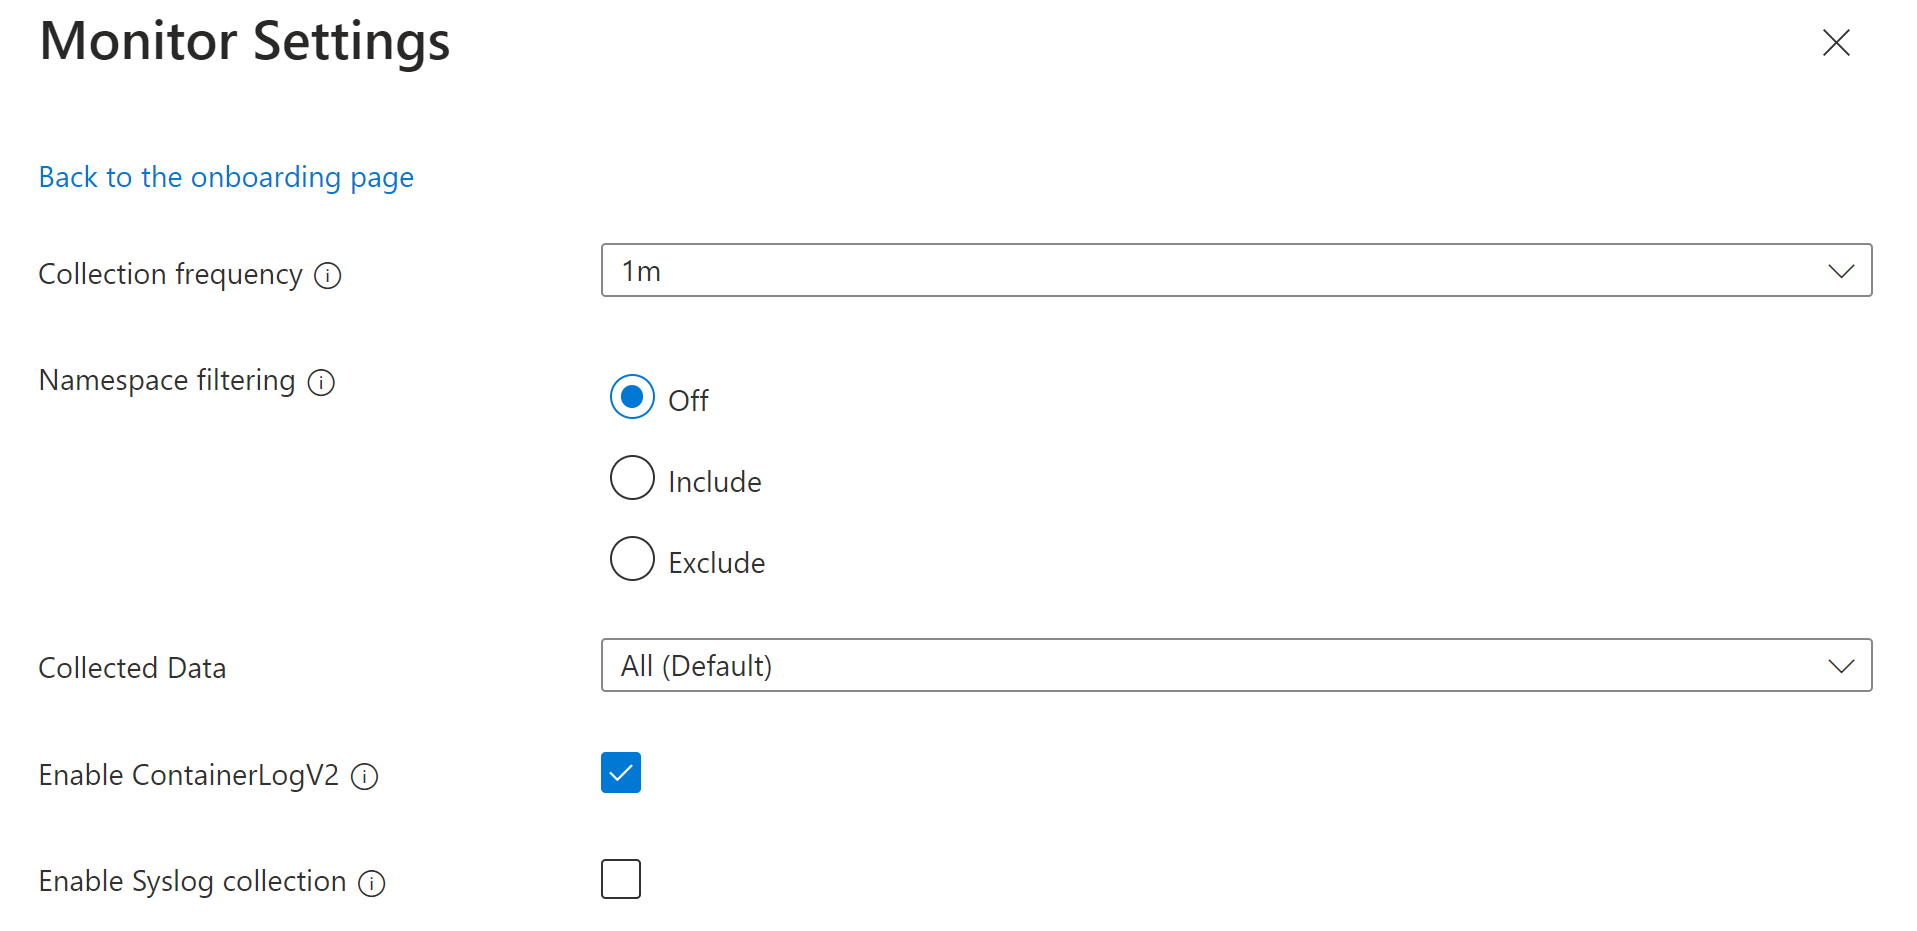 Monitor Settings
Back to the onboarding page
Collection frequency
1m
Namespace filtering
Off
Include
Exclude
Collected Data
All (Default)
Enable ContainerLogV2
Enable Syslog collection